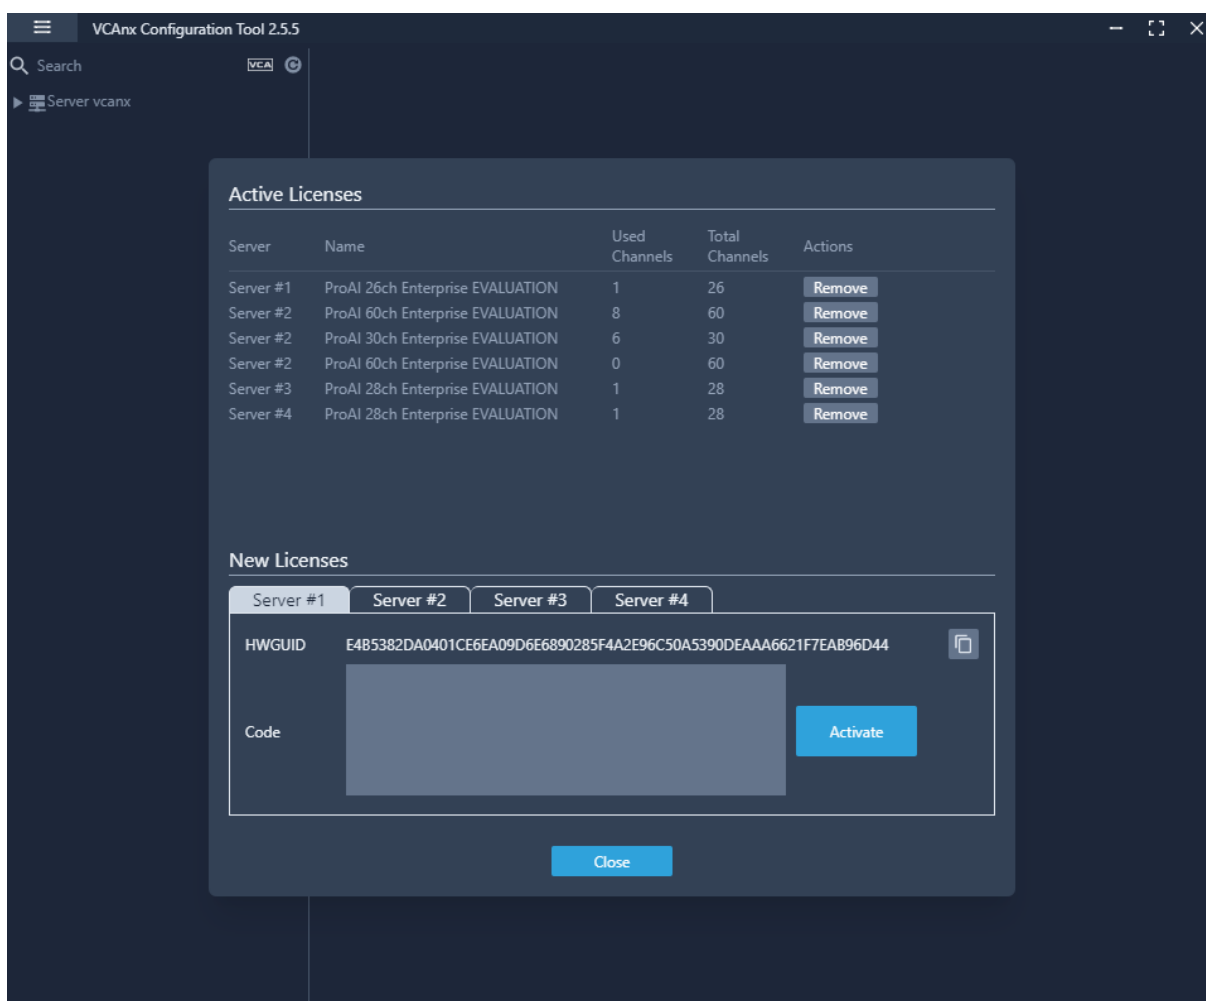 VCAnx Configuration Tool 2.5.5
Search VCA
Server vcanx
Active Licenses
Server Name Used Channels Total Channels Actions
Server #1 ProAI 26ch Enterprise EVALUATION 1 26 Remove
Server #2 ProAI 60ch Enterprise EVALUATION 8 60 Remove
Server #2 ProAI 30ch Enterprise EVALUATION 6 30 Remove
Server #2 ProAI 60ch Enterprise EVALUATION 0 60 Remove
Server #3 ProAI 28ch Enterprise EVALUATION 1 28 Remove
Server #4 ProAI 28ch Enterprise EVALUATION 1 28 Remove
New Licenses
Server #1 Server #2 Server #3 Server #4
HWGUID E4B5382DA0401CE6EA09D6E6890285F4A2E96C50A5390DEAAA6621F7EAB96D44
Code Activate
Close